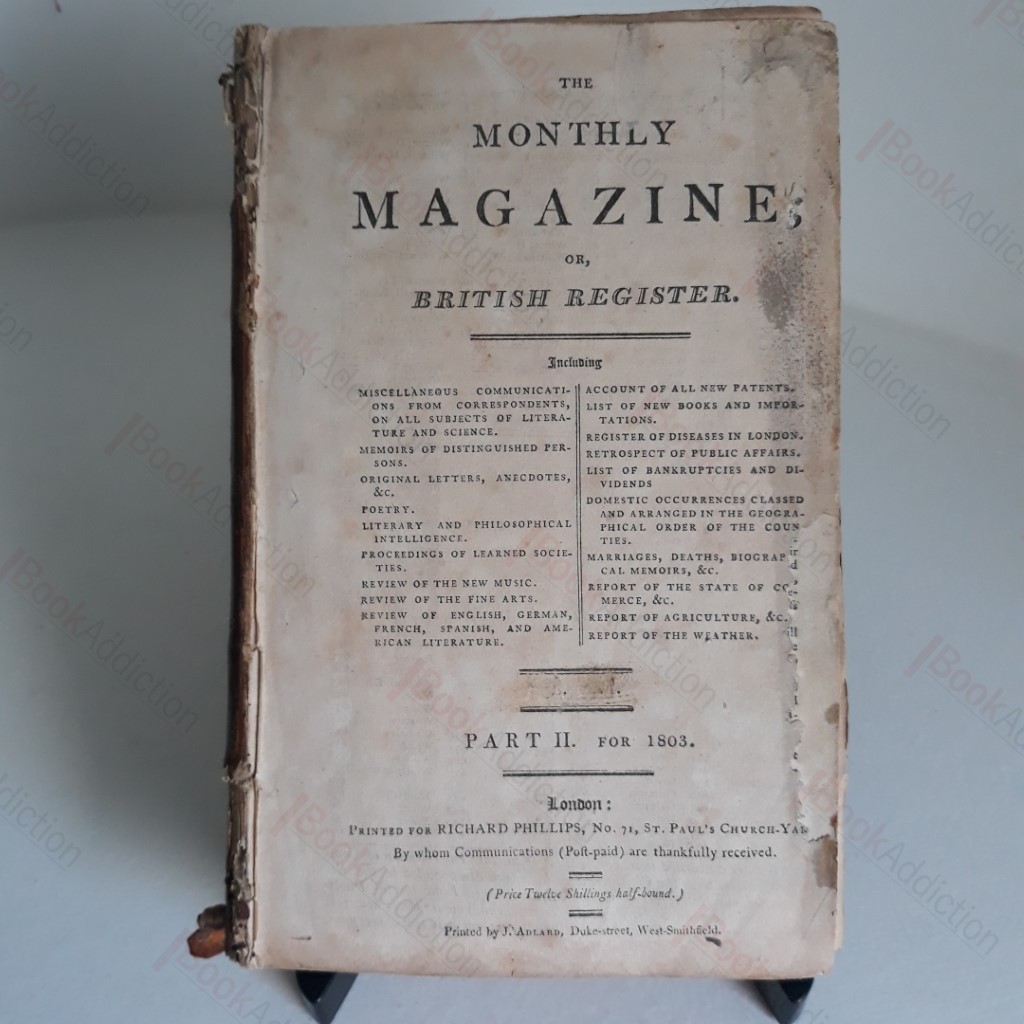 THE
MONTHLY
MAGAZINE;
OR,
BRITISH REGISTER.
Including
MISCELLANEOUS COMMUNICATI-
ONS FROM CORRESPONDENTS,
ON ALL SUBJECTS OF LITERA-
TURE AND SCIENCE.
MEMOIRS OF DISTINGUISHED PER-
SONS.
ORIGINAL LETTERS, ANECDOTES,
&c.
POETRY.
LITERARY AND PHILOSOPHICAL
INTELLIGENCE.
PROCEEDINGS OF LEARNED SOCIE-
TIES.
REVIEW OF THE NEW MUSIC.
REVIEW OF THE FINE ARTS.
REVIEW OF ENGLISH, GERMAN,
FRENCH, SPANISH, AND AME-
RICAN LITERATURE.
ACCOUNT OF ALL NEW PATENTS.
LIST OF NEW BOOKS AND IMPOR-
TATIONS.
REGISTER OF DISEASES IN LONDON.
RETROSPECT OF PUBLIC AFFAIRS.
LIST OF BANKRUPTCIES AND DI-
VIDENDS
DOMESTIC OCCURRENCES CLASSED
AND ARRANGED IN THE GEOGRA-
PHICAL ORDER OF THE COUN
TIES.
MARRIAGES, DEATHS, BIOGRAP
CAL MEMOIRS, &c.
REPORT OF THE STATE OF CO
MERCE, &c.
REPORT OF AGRICULTURE, &c.
REPORT OF THE WEATHER.
PART II. FOR 1803.
London:
PRINTED FOR RICHARD PHILLIPS, No. 71, ST. PAUL'S CHURCH-YAR
By whom Communications (Poſt-paid) are thankfully received.
(Price Twelve Shillings half-bound.)
Printed by J. ADLARD, Duke-street, West-Smithfield.
BookAddiction